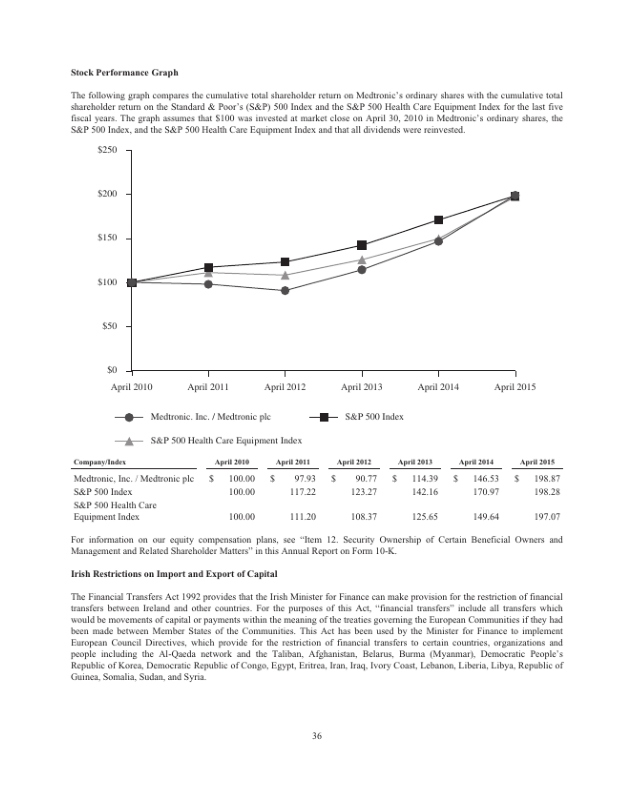 Stock Performance Graph
The following graph compares the cumulative total shareholder return on Medtronic's ordinary shares with the cumulative total
shareholder return on the Standard & Poor's (S&P) 500 Index and the S&P 500 Health Care Equipment Index for the last five
fiscal years. The graph assumes that $100 was invested at market close on April 30, 2010 in Medtronic's ordinary shares, the
S&P 500 Index, and the S&P 500 Health Care Equipment Index and that all dividends were reinvested.
$250
$200
$150
$100
$50
$0
April 2010 April 2011 April 2012 April 2013 April 2014 April 2015
Medtronic. Inc. / Medtronic plc S&P 500 Index
S&P 500 Health Care Equipment Index
Company/Index April 2010 April 2011 April 2012 April 2013 April 2014 April 2015
Medtronic, Inc. / Medtronic plc $ 100.00 $ 97.93 $ 90.77 $ 114.39 $ 146.53 $ 198.87
S&P 500 Index 100.00 117.22 123.27 142.16 170.97 198.28
S&P 500 Health Care
Equipment Index 100.00 111.20 108.37 125.65 149.64 197.07
For information on our equity compensation plans, see "Item 12. Security Ownership of Certain Beneficial Owners and
Management and Related Shareholder Matters" in this Annual Report on Form 10-K.
Irish Restrictions on Import and Export of Capital
The Financial Transfers Act 1992 provides that the Irish Minister for Finance can make provision for the restriction of financial
transfers between Ireland and other countries. For the purposes of this Act, "financial transfers" include all transfers which
would be movements of capital or payments within the meaning of the treaties governing the European Communities if they had
been made between Member States of the Communities. This Act has been used by the Minister for Finance to implement
European Council Directives, which provide for the restriction of financial transfers to certain countries, organizations and
people including the Al-Qaeda network and the Taliban, Afghanistan, Belarus, Burma (Myanmar), Democratic People's
Republic of Korea, Democratic Republic of Congo, Egypt, Eritrea, Iran, Iraq, Ivory Coast, Lebanon, Liberia, Libya, Republic of
Guinea, Somalia, Sudan, and Syria.
36